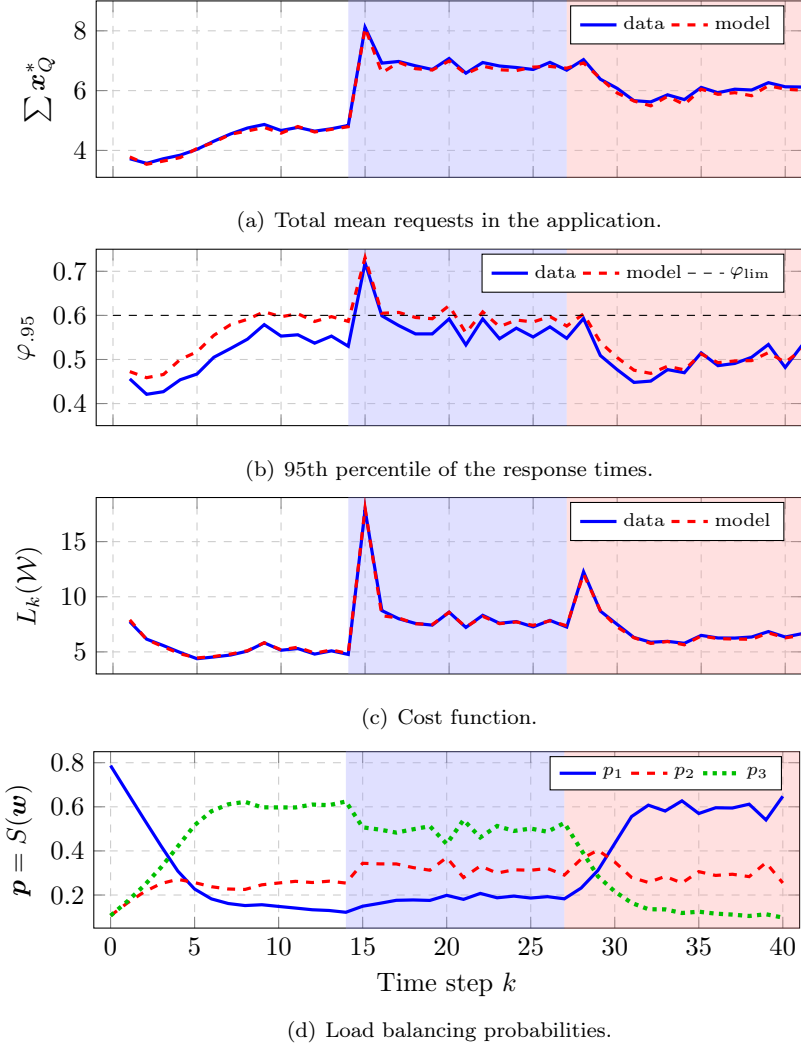 8
6
4
∑ x*_Q
data model
(a) Total mean requests in the application.
0.7
0.6
0.5
0.4
φ.95
data model φlim
(b) 95th percentile of the response times.
15
10
5
L_k(𝒲)
data model
(c) Cost function.
0.8
0.6
0.4
0.2
p = S(w)
p₁ p₂ p₃
0 5 10 15 20 25 30 35 40
Time step k
(d) Load balancing probabilities.